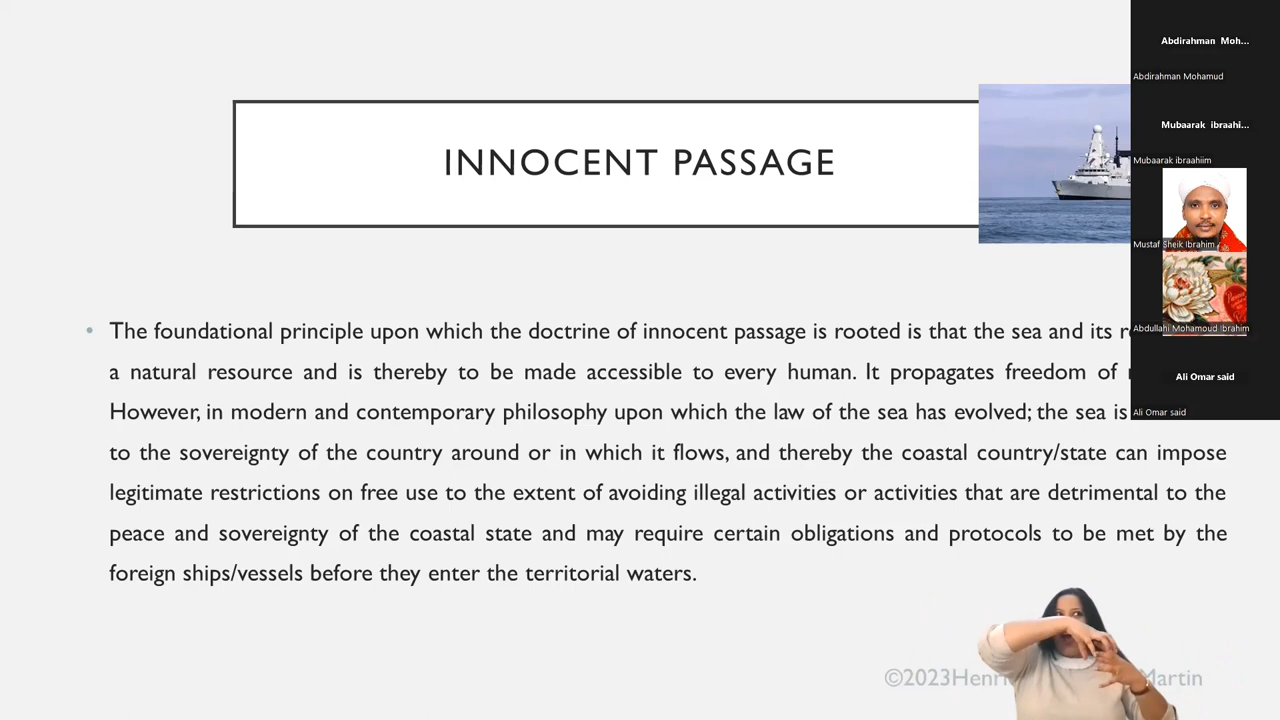 INNOCENT PASSAGE
• The foundational principle upon which the doctrine of innocent passage is rooted is that the sea and its
a natural resource and is thereby to be made accessible to every human. It propagates freedom of
However, in modern and contemporary philosophy upon which the law of the sea has evolved; the sea is
to the sovereignty of the country around or in which it flows, and thereby the coastal country/state can impose
legitimate restrictions on free use to the extent of avoiding illegal activities or activities that are detrimental to the
peace and sovereignty of the coastal state and may require certain obligations and protocols to be met by the
foreign ships/vessels before they enter the territorial waters.
©2023Henri Martin
Abdirahman Moh...
Abdirahman Mohamud
Mubaarak ibraahi...
Mubaarak ibraahiim
Mustaf Sheik Ibrahim
Abdullahi Mohamoud Ibrahim
Ali Omar said
Ali Omar said